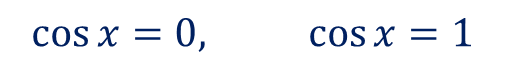 cos x = 0, cos x = 1